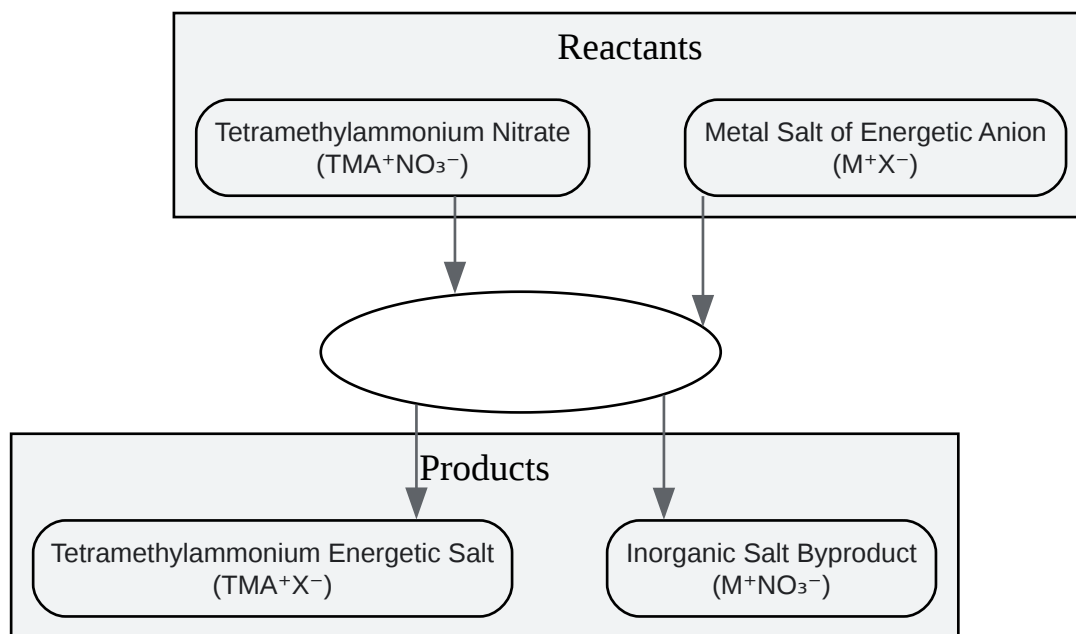 Reactants
Tetramethylammonium Nitrate
(TMA⁺NO₃⁻)
Metal Salt of Energetic Anion
(M⁺X⁻)
Products
Tetramethylammonium Energetic Salt
(TMA⁺X⁻)
Inorganic Salt Byproduct
(M⁺NO₃⁻)